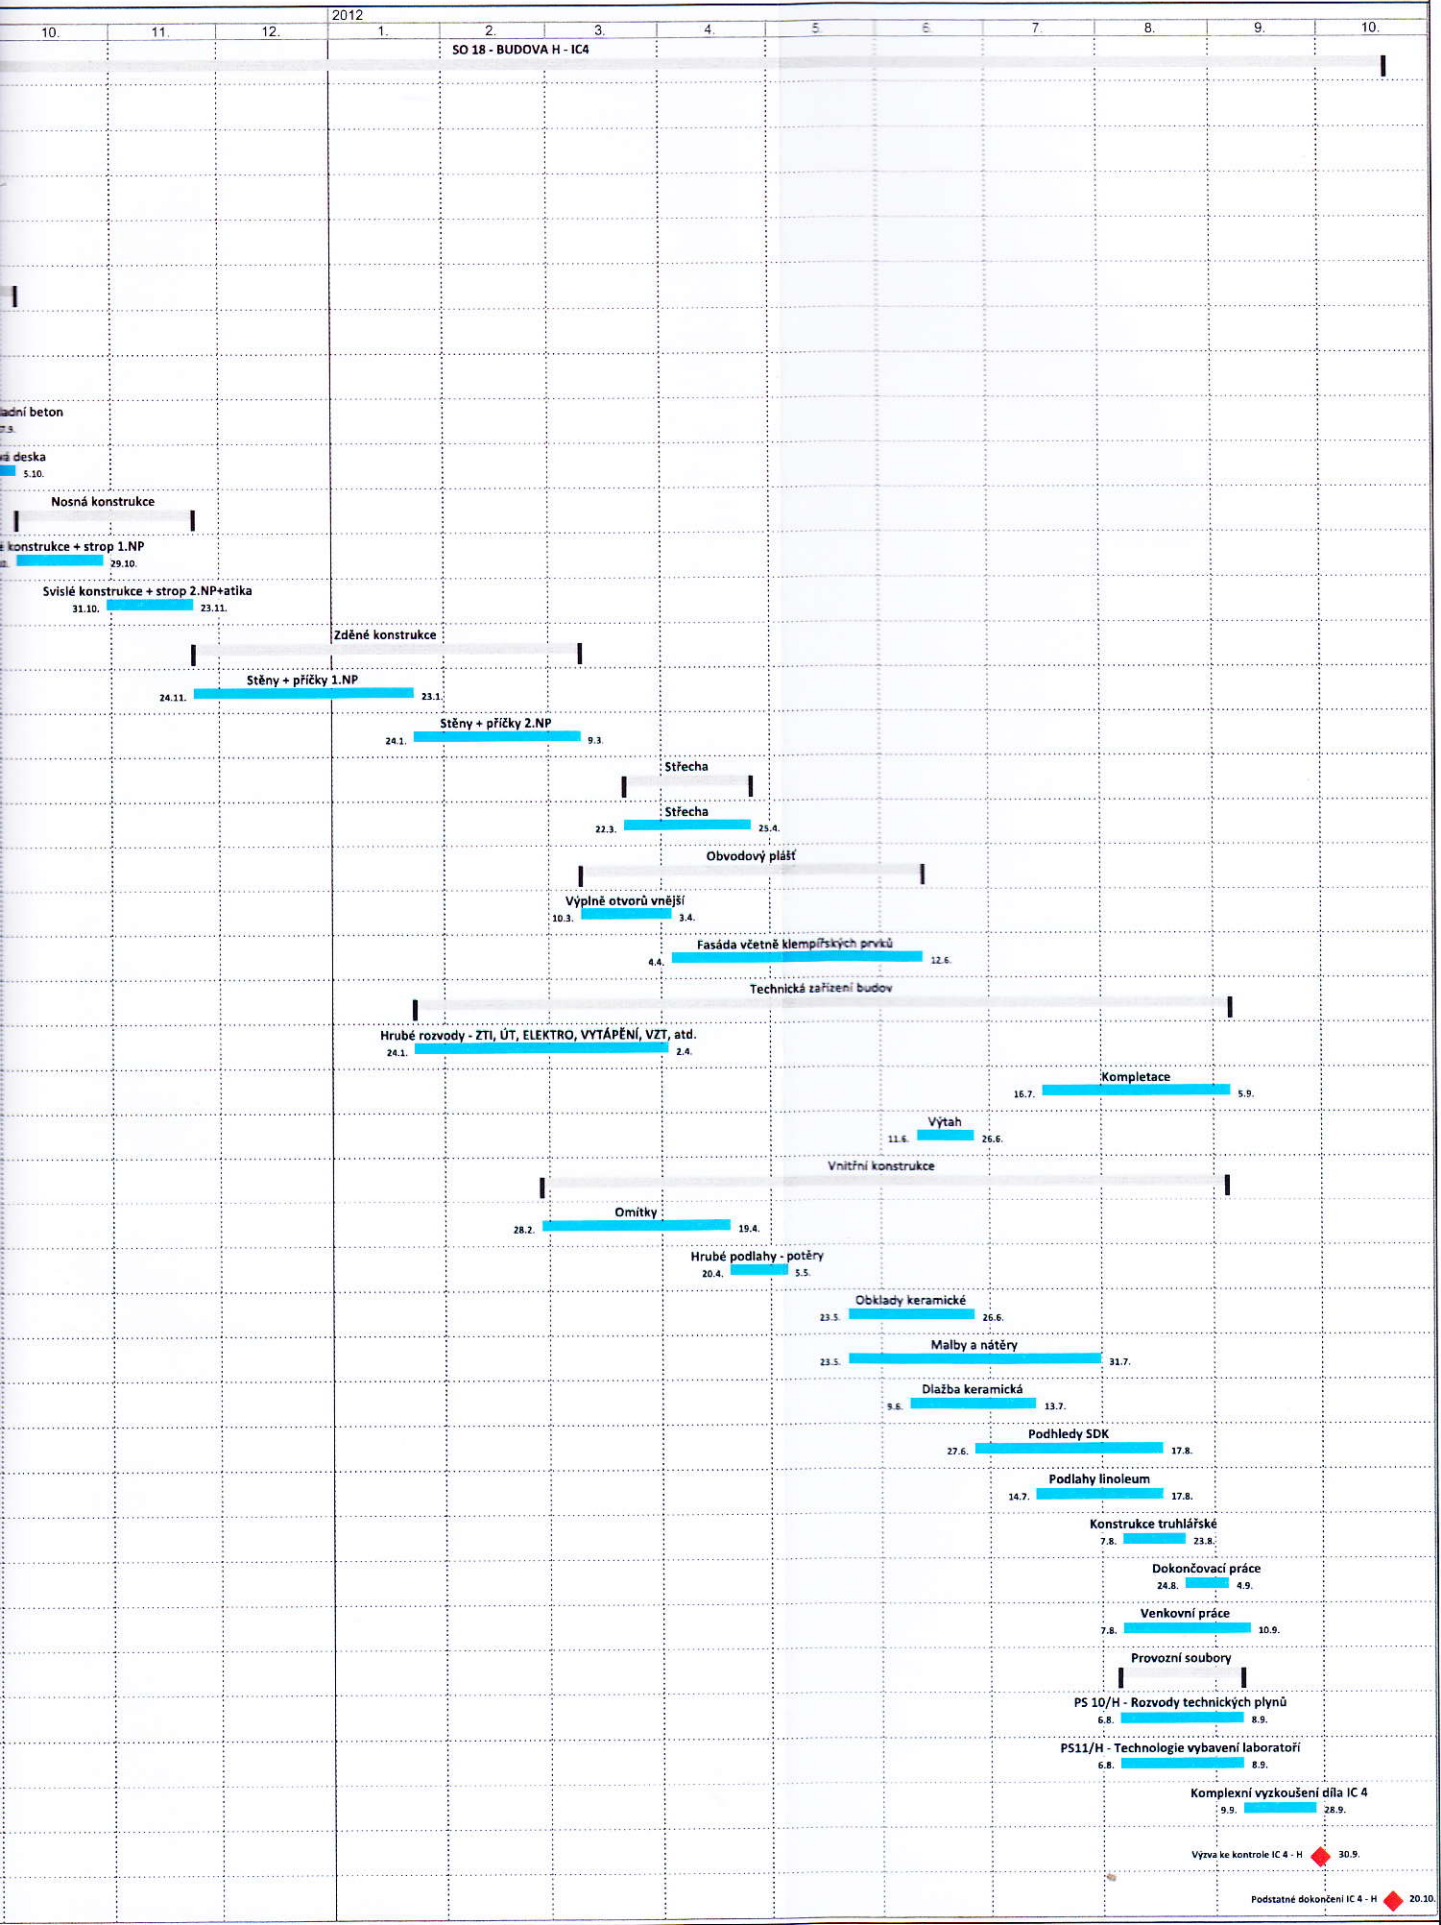 2012
10. 11. 12. 1. 2. 3. 4. 5. 6. 7. 8. 9. 10.
SO 18 - BUDOVA H - IC4
ladní beton
7.9.
vá deska
5.10.
Nosná konstrukce
konstrukce + strop 1.NP
29.10.
Svislé konstrukce + strop 2.NP+atika
31.10. 23.11.
Zděné konstrukce
Stěny + příčky 1.NP
24.11. 23.1.
Stěny + příčky 2.NP
24.1. 9.3.
Střecha
Střecha
22.3. 25.4.
Obvodový plášť
Výplně otvorů vnější
10.3. 3.4.
Fasáda včetně klempířských prvků
4.4. 12.6.
Technická zařízení budov
Hrubé rozvody - ZTI, ÚT, ELEKTRO, VYTÁPĚNÍ, VZT, atd.
24.1. 2.4.
Kompletace
16.7. 5.9.
Výtah
11.6. 26.6.
Vnitřní konstrukce
Omítky
28.2. 19.4.
Hrubé podlahy - potěry
20.4. 5.5.
Obklady keramické
23.5. 26.6.
Malby a nátěry
23.5. 31.7.
Dlažba keramická
9.6. 13.7.
Podhledy SDK
27.6. 17.8.
Podlahy linoleum
14.7. 17.8.
Konstrukce truhlářské
7.8. 23.8.
Dokončovací práce
24.8. 4.9.
Venkovní práce
7.8. 10.9.
Provozní soubory
PS 10/H - Rozvody technických plynů
6.8. 8.9.
PS11/H - Technologie vybavení laboratoří
6.8. 8.9.
Komplexní vyzkoušení díla IC 4
9.9. 28.9.
Výzva ke kontrole IC 4 - H 30.9.
Podstatné dokončení IC 4 - H 20.10.